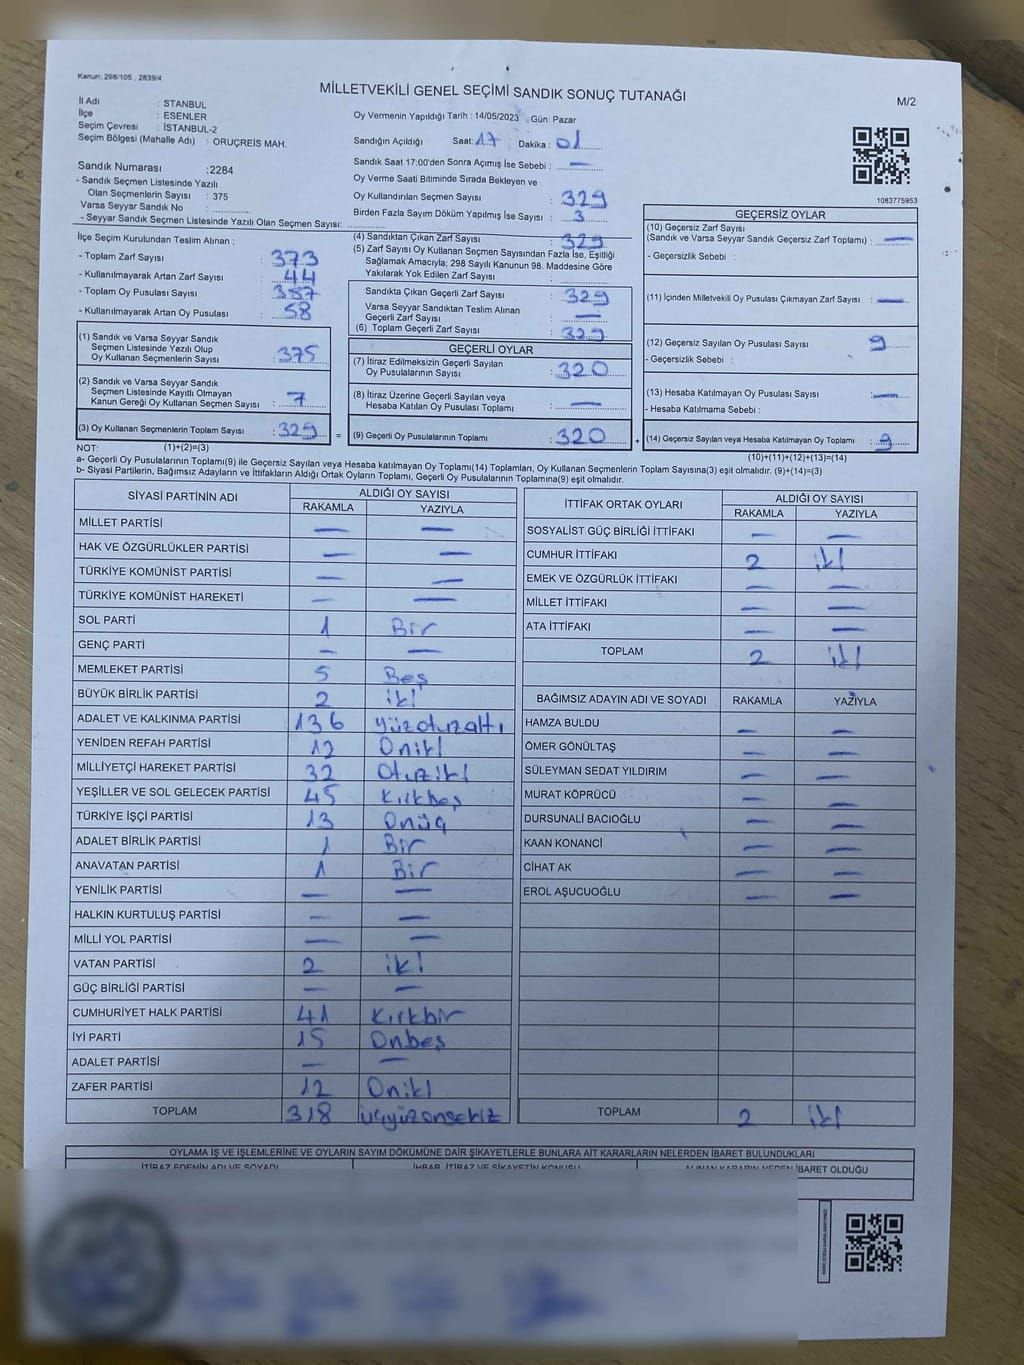 Kanun: 298/105 , 2839/4
MİLLETVEKİLİ GENEL SEÇİMİ SANDIK SONUÇ TUTANAĞI
M/2
İl Adı : STANBUL
İlçe : ESENLER
Seçim Çevresi : İSTANBUL-2
Seçim Bölgesi (Mahalle Adı) : ORUÇREİS MAH.
Sandık Numarası :2284
- Sandık Seçmen Listesinde Yazılı
Olan Seçmenlerin Sayısı : 375
Varsa Seyyar Sandık No :
- Seyyar Sandık Seçmen Listesinde Yazılı Olan Seçmen Sayısı:
Oy Vermenin Yapıldığı Tarih : 14/05/2023 , Gün: Pazar
Sandığın Açıldığı Saat: 17 Dakika : 01
Sandık Saat 17:00'den Sonra Açımış İse Sebebi : —
Oy Verme Saati Bitiminde Sırada Bekleyen ve
Oy Kullandırılan Seçmen Sayısı : 329
Birden Fazla Sayım Döküm Yapılmış İse Sayısı : 3
1083775953
İlçe Seçim Kurulundan Teslim Alınan ;
- Toplam Zarf Sayısı : 373
- Kullanılmayarak Artan Zarf Sayısı : 44
- Toplam Oy Pusulası Sayısı : 387
- Kullanılmayarak Artan Oy Pusulası : 58
(1) Sandık ve Varsa Seyyar Sandık
Seçmen Listesinde Yazılı Olup
Oy Kullanan Seçmenlerin Sayısı : 375
(2) Sandık ve Varsa Seyyar Sandık
Seçmen Listesinde Kayıtlı Olmayan
Kanun Gereği Oy Kullanan Seçmen Sayısı : 7
(3) Oy Kullanan Seçmenlerin Toplam Sayısı : 329
(4) Sandıktan Çıkan Zarf Sayısı : 329
(5) Zarf Sayısı Oy Kullanan Seçmen Sayısından Fazla İse, Eşitliği
Sağlamak Amacıyla; 298 Sayılı Kanunun 98. Maddesine Göre
Yakılarak Yok Edilen Zarf Sayısı :
Sandıkta Çıkan Geçerli Zarf Sayısı : 329
Varsa Seyyar Sandıktan Teslim Alınan
Geçerli Zarf Sayısı : —
(6) Toplam Geçerli Zarf Sayısı : 329
GEÇERLİ OYLAR
(7) İtiraz Edilmeksizin Geçerli Sayılan
Oy Pusulalarının Sayısı : 320
(8) İtiraz Üzerine Geçerli Sayılan veya
Hesaba Katılan Oy Pusulası Toplamı : —
= (9) Geçerli Oy Pusulalarının Toplamı : 320
GEÇERSİZ OYLAR
(10) Geçersiz Zarf Sayısı
(Sandık ve Varsa Seyyar Sandık Geçersiz Zarf Toplamı) : —
- Geçersizlik Sebebi :
(11) İçinden Milletvekili Oy Pusulası Çıkmayan Zarf Sayısı : —
(12) Geçersiz Sayılan Oy Pusulası Sayısı : 9
- Geçersizlik Sebebi :
(13) Hesaba Katılmayan Oy Pusulası Sayısı : —
- Hesaba Katılmama Sebebi :
+ (14) Geçersiz Sayılan veya Hesaba Katılmayan Oy Toplamı : 9
NOT: (1)+(2)=(3)
(10)+(11)+(12)+(13)=(14)
a- Geçerli Oy Pusulalarının Toplamı(9) ile Geçersiz Sayılan veya Hesaba katılmayan Oy Toplamı(14) Toplamları, Oy Kullanan Seçmenlerin Toplam Sayısına(3) eşit olmalıdır. (9)+(14)=(3)
b- Siyasi Partilerin, Bağımsız Adayların ve İttifakların Aldığı Ortak Oyların Toplamı, Geçerli Oy Pusulalarının Toplamına(9) eşit olmalıdır.
SİYASİ PARTİNİN ADI ALDIĞI OY SAYISI
RAKAMLA YAZIYLA
MİLLET PARTİSİ — —
HAK VE ÖZGÜRLÜKLER PARTİSİ — —
TÜRKİYE KOMÜNİST PARTİSİ — —
TÜRKİYE KOMÜNİST HAREKETİ — —
SOL PARTİ 1 Bir
GENÇ PARTİ — —
MEMLEKET PARTİSİ 5 Beş
BÜYÜK BİRLİK PARTİSİ 2 iki
ADALET VE KALKINMA PARTİSİ 136 yüzotuzaltı
YENİDEN REFAH PARTİSİ 12 Oniki
MİLLİYETÇİ HAREKET PARTİSİ 32 Otuziki
YEŞİLLER VE SOL GELECEK PARTİSİ 45 Kırkbeş
TÜRKİYE İŞÇİ PARTİSİ 13 Onüç
ADALET BİRLİK PARTİSİ 1 Bir
ANAVATAN PARTİSİ 1 Bir
YENİLİK PARTİSİ — —
HALKIN KURTULUŞ PARTİSİ — —
MİLLİ YOL PARTİSİ — —
VATAN PARTİSİ 2 iki
GÜÇ BİRLİĞİ PARTİSİ — —
CUMHURİYET HALK PARTİSİ 41 Kırkbir
İYİ PARTİ 15 Onbeş
ADALET PARTİSİ — —
ZAFER PARTİSİ 12 Oniki
TOPLAM 318 üçyüzonsekiz
İTTİFAK ORTAK OYLARI ALDIĞI OY SAYISI
RAKAMLA YAZIYLA
SOSYALİST GÜÇ BİRLİĞİ İTTİFAKI — —
CUMHUR İTTİFAKI 2 iki
EMEK VE ÖZGÜRLÜK İTTİFAKI — —
MİLLET İTTİFAKI — —
ATA İTTİFAKI — —
TOPLAM 2 iki
BAĞIMSIZ ADAYIN ADI VE SOYADI RAKAMLA YAZIYLA
HAMZA BULDU — —
ÖMER GÖNÜLTAŞ — —
SÜLEYMAN SEDAT YILDIRIM — —
MURAT KÖPRÜCÜ — —
DURSUNALİ BACIOĞLU — —
KAAN KONANCİ — —
CİHAT AK — —
EROL AŞUCUOĞLU — —
TOPLAM 2 iki
OYLAMA İŞ VE İŞLEMLERİNE VE OYLARIN SAYIM DÖKÜMÜNE DAİR ŞİKAYETLERLE BUNLARA AİT KARARLARIN NELERDEN İBARET BULUNDUKLARI
İTİRAZ EDENİN ADI VE SOYADI İHBAR, İTİRAZ VE ŞİKAYETİN KONUSU ALINAN KARARIN NEDEN İBARET OLDUĞU